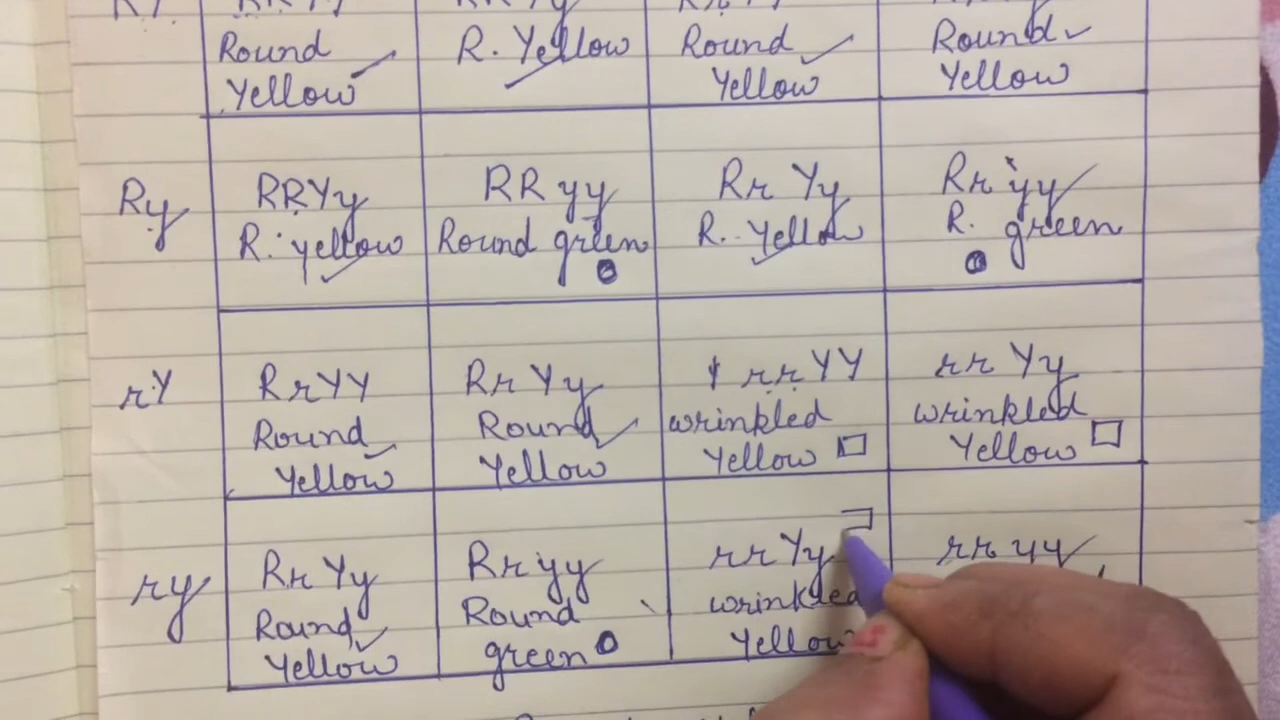 Round
Yellow
R. Yellow
Round
Yellow
Round
Yellow
Ry
RRYy
R. yellow
RR yy
Round green
Rr Yy
R. Yellow
Rr yy
R. green
rY
RrYY
Round
Yellow
Rr Yy
Round
Yellow
rrYY
wrinkled
Yellow
rr Yy
wrinkled
Yellow
ry
Rr Yy
Round
Yellow
Rr yy
Round
green
rr Yy
wrinkled
Yellow
rr yy